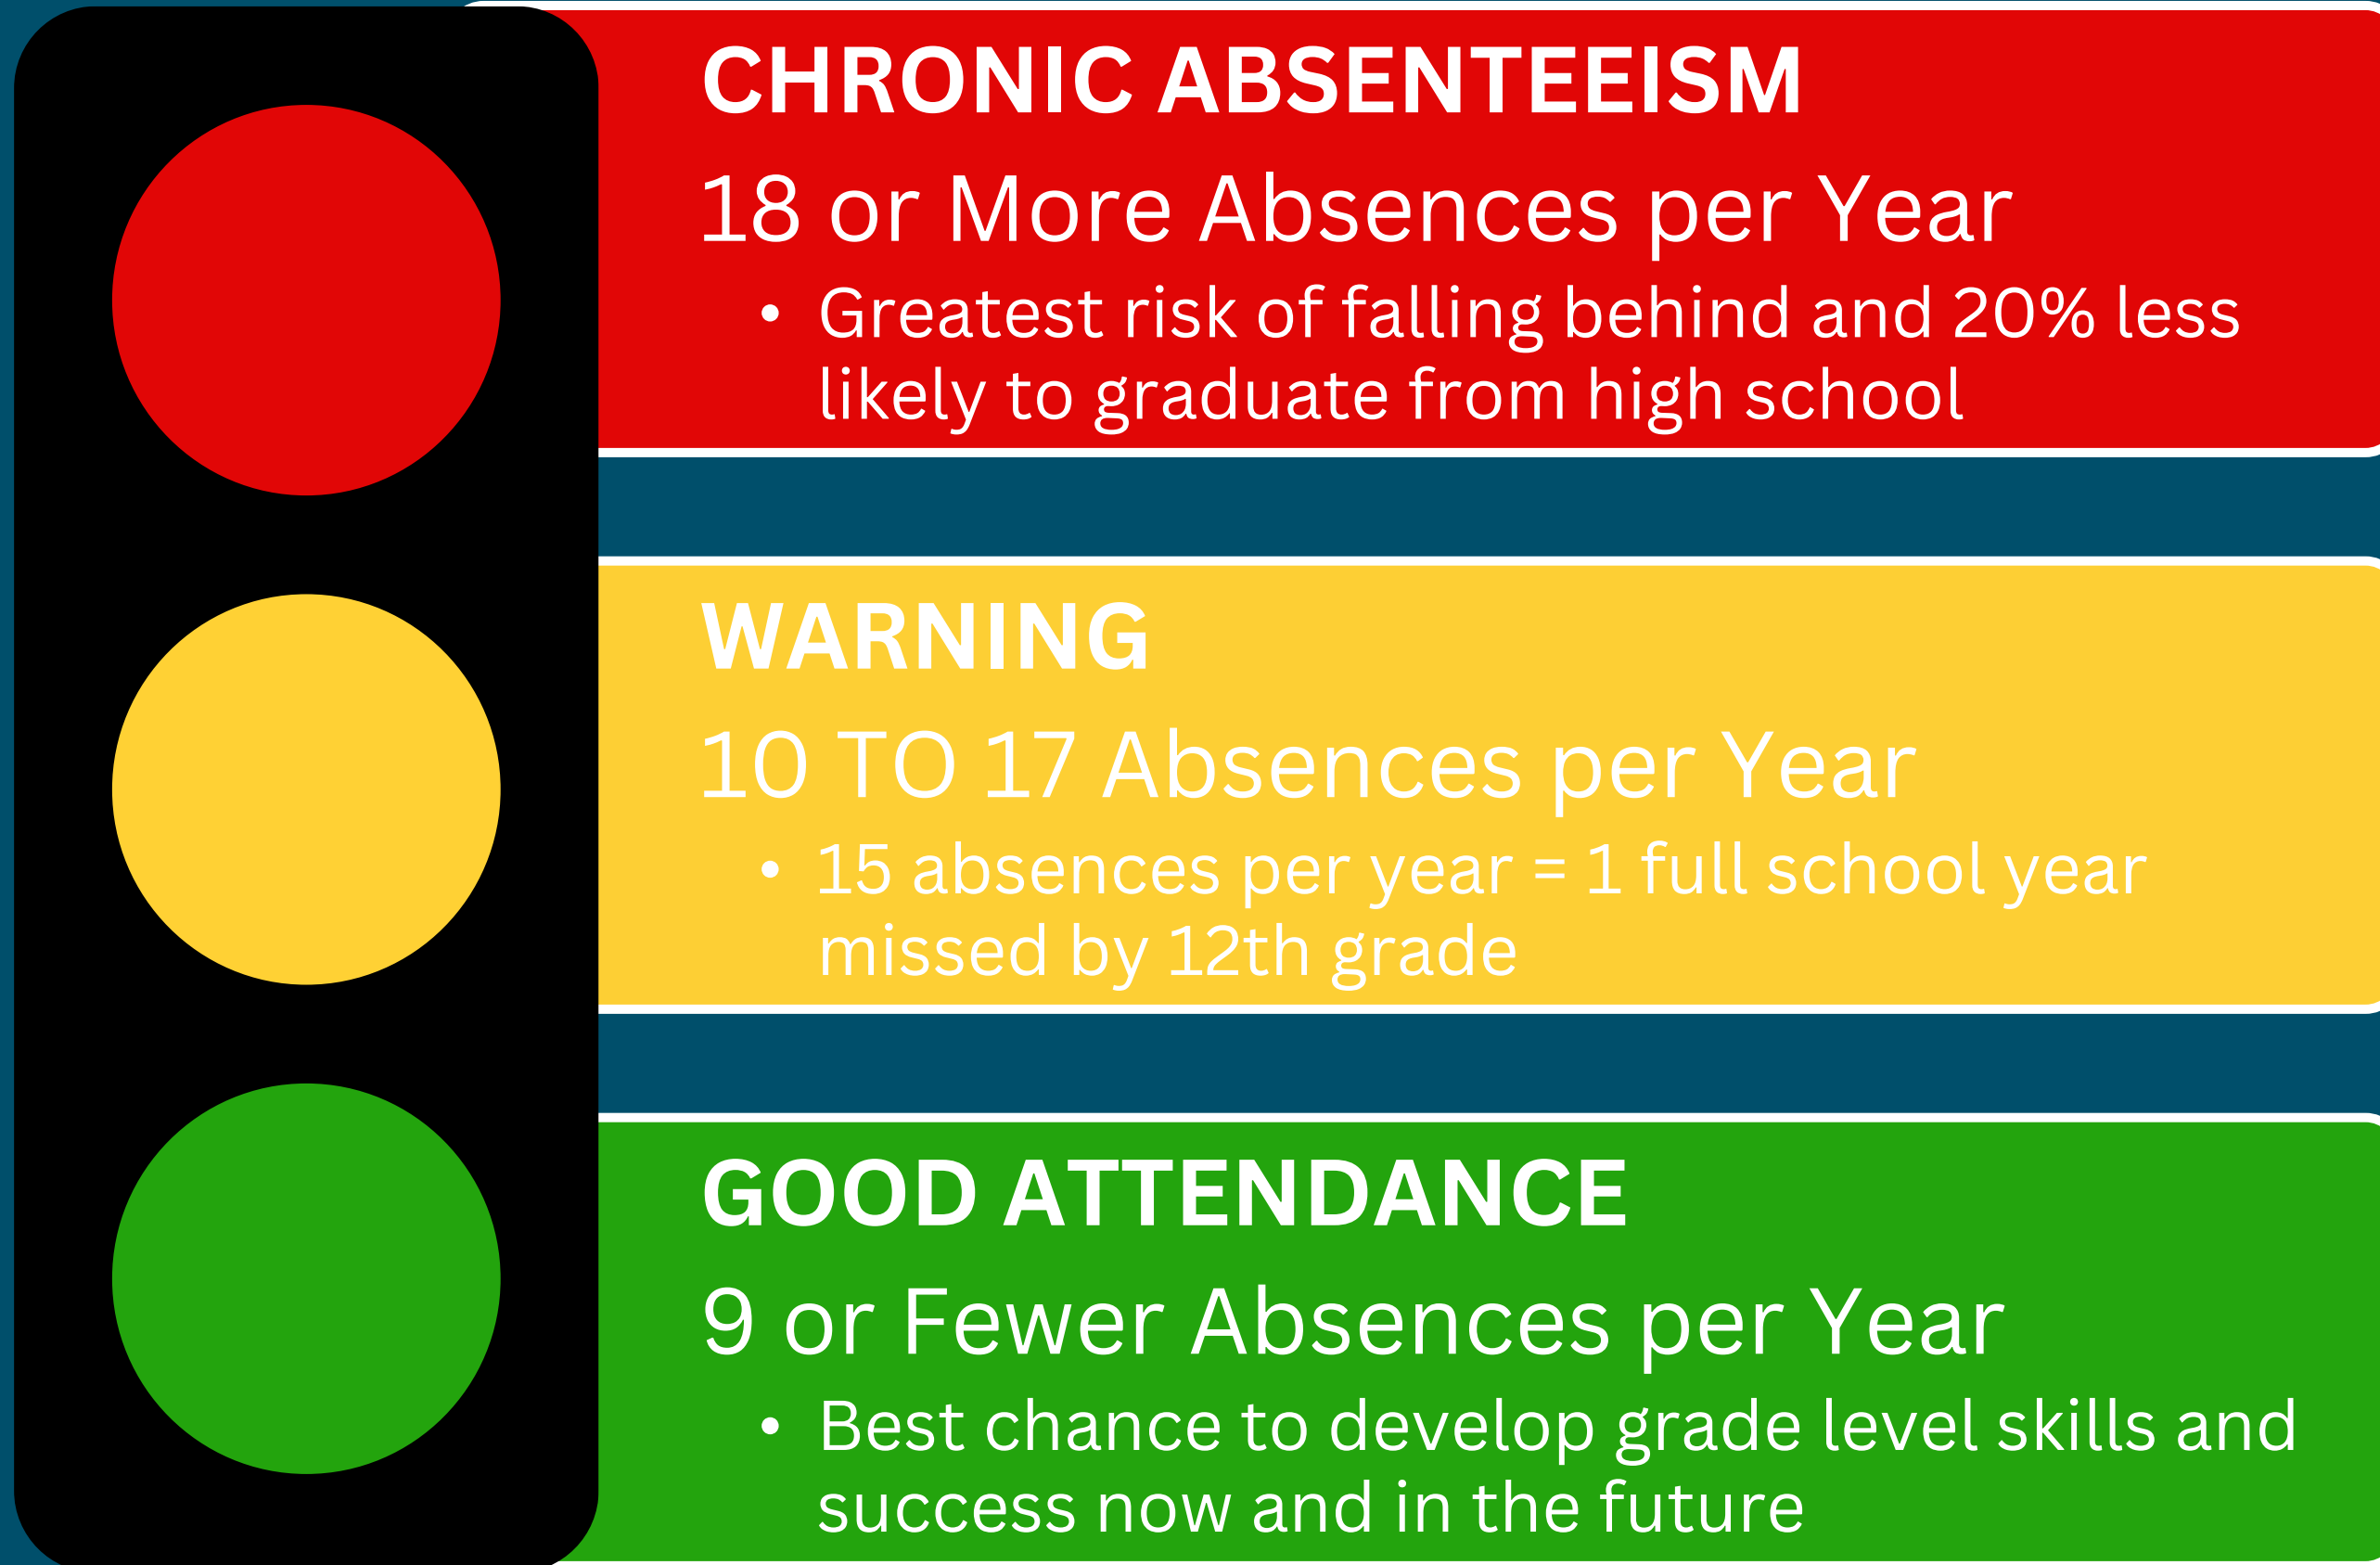 CHRONIC ABSENTEEISM
18 or More Absences per Year
• Greatest risk of falling behind and 20% less
likely to graduate from high school
WARNING
10 TO 17 Absences per Year
• 15 absences per year = 1 full school year
missed by 12th grade
GOOD ATTENDANCE
9 or Fewer Absences per Year
• Best chance to develop grade level skills and
success now and in the future